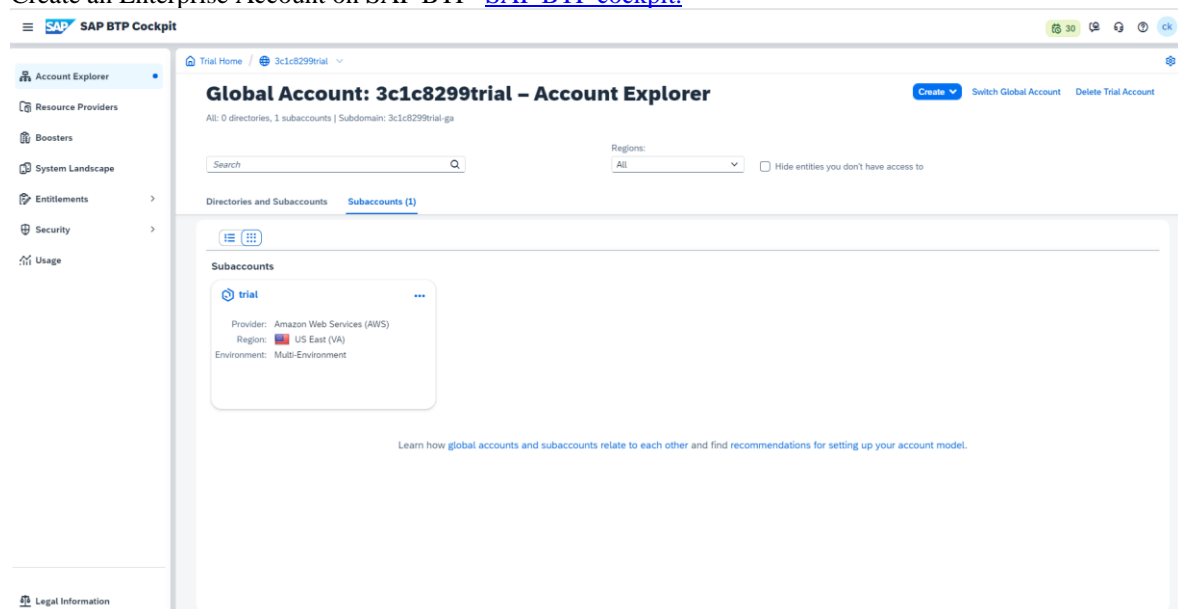 Create an Enterprise Account on SAP BTP - SAP BTP cockpit.
SAP SAP BTP Cockpit
30
ck
Trial Home / 3c1c8299trial
Account Explorer
Resource Providers
Boosters
System Landscape
Entitlements
Security
Usage
Legal Information
Global Account: 3c1c8299trial – Account Explorer
Create
Switch Global Account
Delete Trial Account
All: 0 directories, 1 subaccounts | Subdomain: 3c1c8299trial-ga
Search
Regions:
All
Hide entities you don't have access to
Directories and Subaccounts
Subaccounts (1)
Subaccounts
trial
Provider: Amazon Web Services (AWS)
Region: US East (VA)
Environment: Multi-Environment
Learn how global accounts and subaccounts relate to each other and find recommendations for setting up your account model.